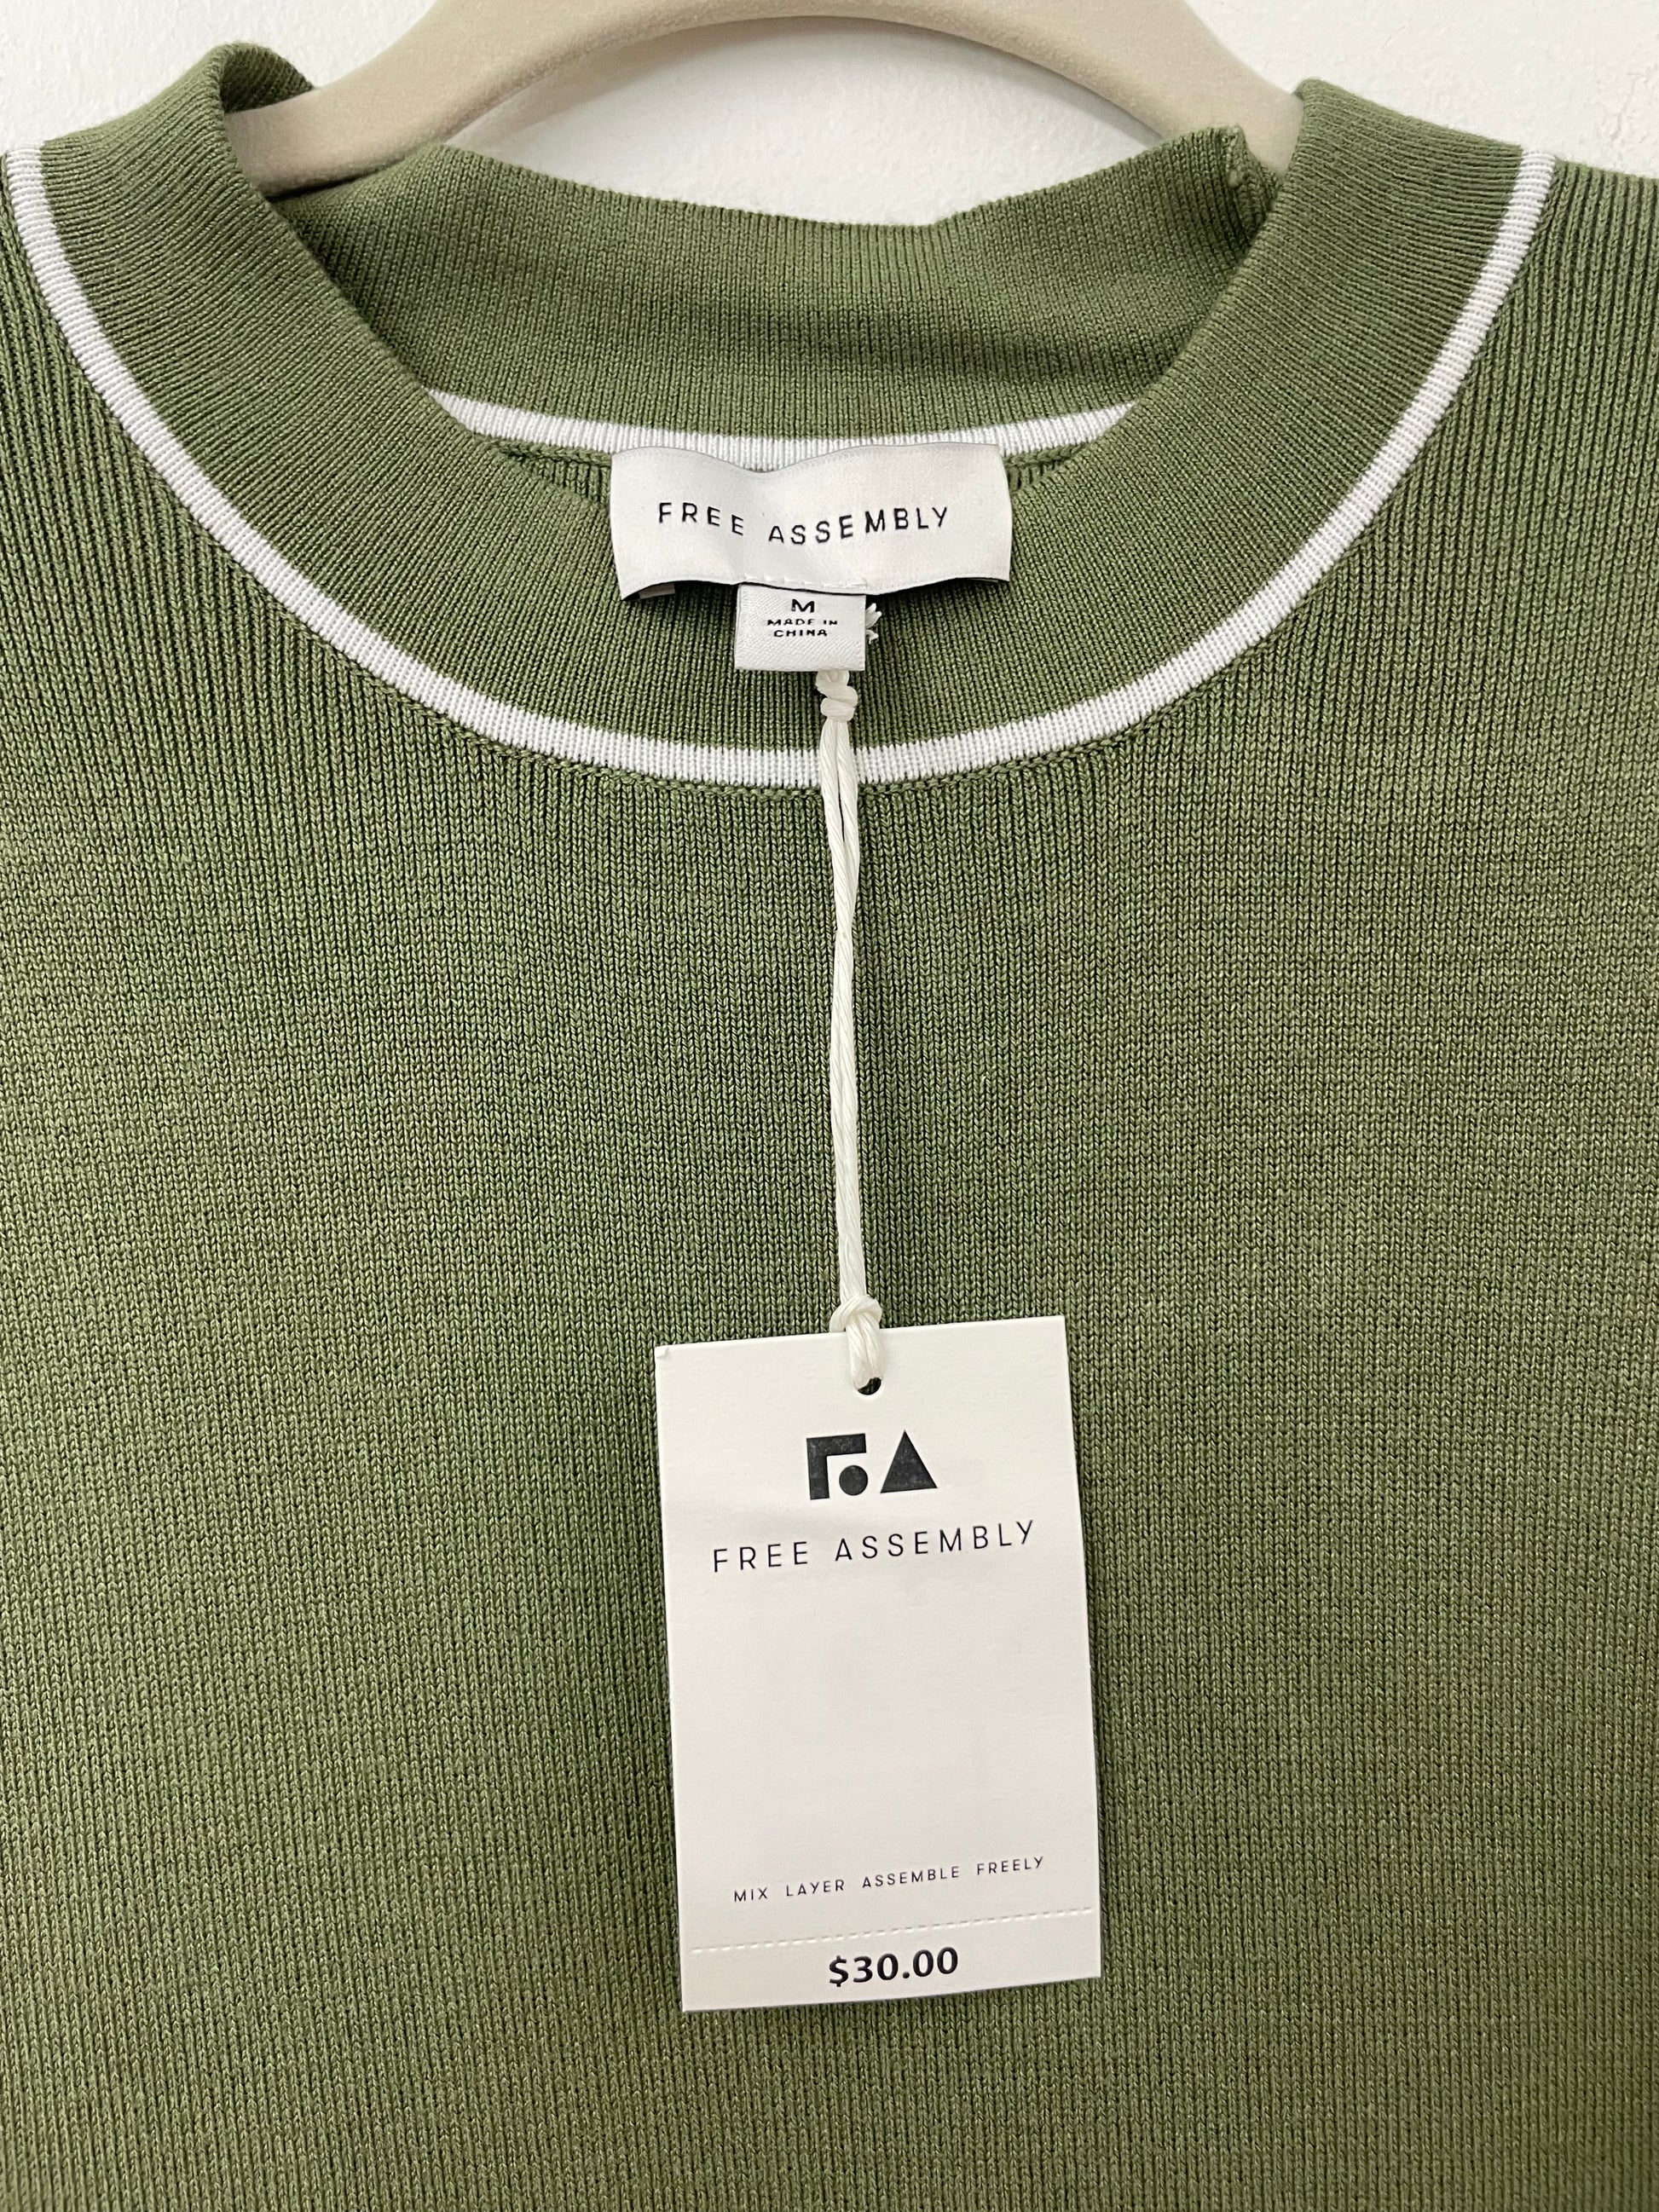 FREE ASSEMBLY
M
MADE IN
CHINA
FREE ASSEMBLY
MIX LAYER ASSEMBLE FREELY
$30.00